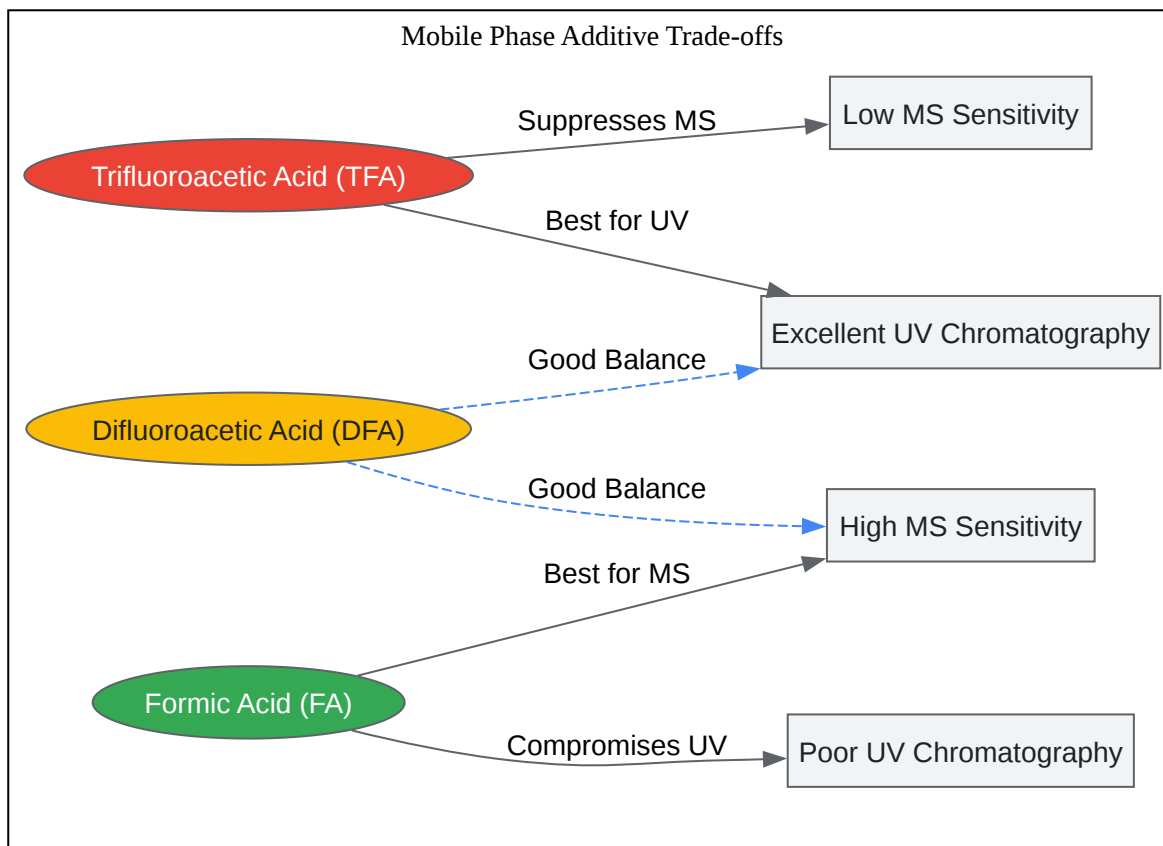 Mobile Phase Additive Trade-offs
Low MS Sensitivity
Suppresses MS
Trifluoroacetic Acid (TFA)
Best for UV
Excellent UV Chromatography
Good Balance
Difluoroacetic Acid (DFA)
Good Balance
High MS Sensitivity
Best for MS
Formic Acid (FA)
Compromises UV
Poor UV Chromatography